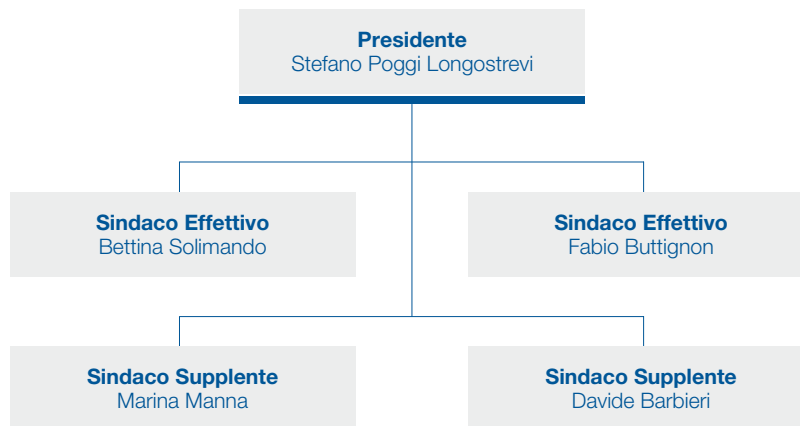 Presidente
Stefano Poggi Longostrevi
Sindaco Effettivo
Bettina Solimando
Sindaco Effettivo
Fabio Buttignon
Sindaco Supplente
Marina Manna
Sindaco Supplente
Davide Barbieri